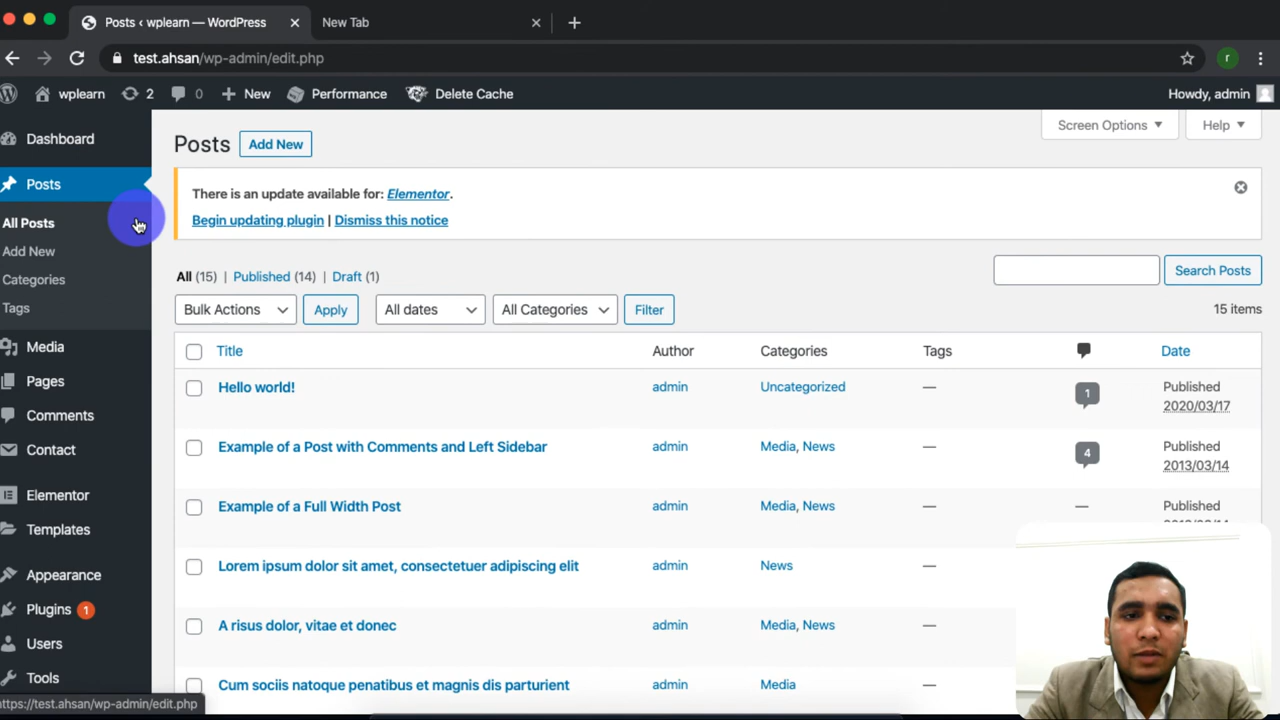 Posts ‹ wplearn — WordPress
New Tab
test.ahsan/wp-admin/edit.php
r
wplearn
2
0
New
Performance
Delete Cache
Howdy, admin
Dashboard
Posts
All Posts
Add New
Categories
Tags
Media
Pages
Comments
Contact
Elementor
Templates
Appearance
Plugins 1
Users
Tools
Posts
Add New
Screen Options
Help
There is an update available for: Elementor.
Begin updating plugin | Dismiss this notice
All (15) | Published (14) | Draft (1)
Search Posts
Bulk Actions
Apply
All dates
All Categories
Filter
15 items
Title Author Categories Tags Date
Hello world! admin Uncategorized — 1 Published
2020/03/17
Example of a Post with Comments and Left Sidebar admin Media, News — 4 Published
2013/03/14
Example of a Full Width Post admin Media, News — — Published
Lorem ipsum dolor sit amet, consectetuer adipiscing elit admin News —
A risus dolor, vitae et donec admin Media, News —
Cum sociis natoque penatibus et magnis dis parturient admin Media —
https://test.ahsan/wp-admin/edit.php